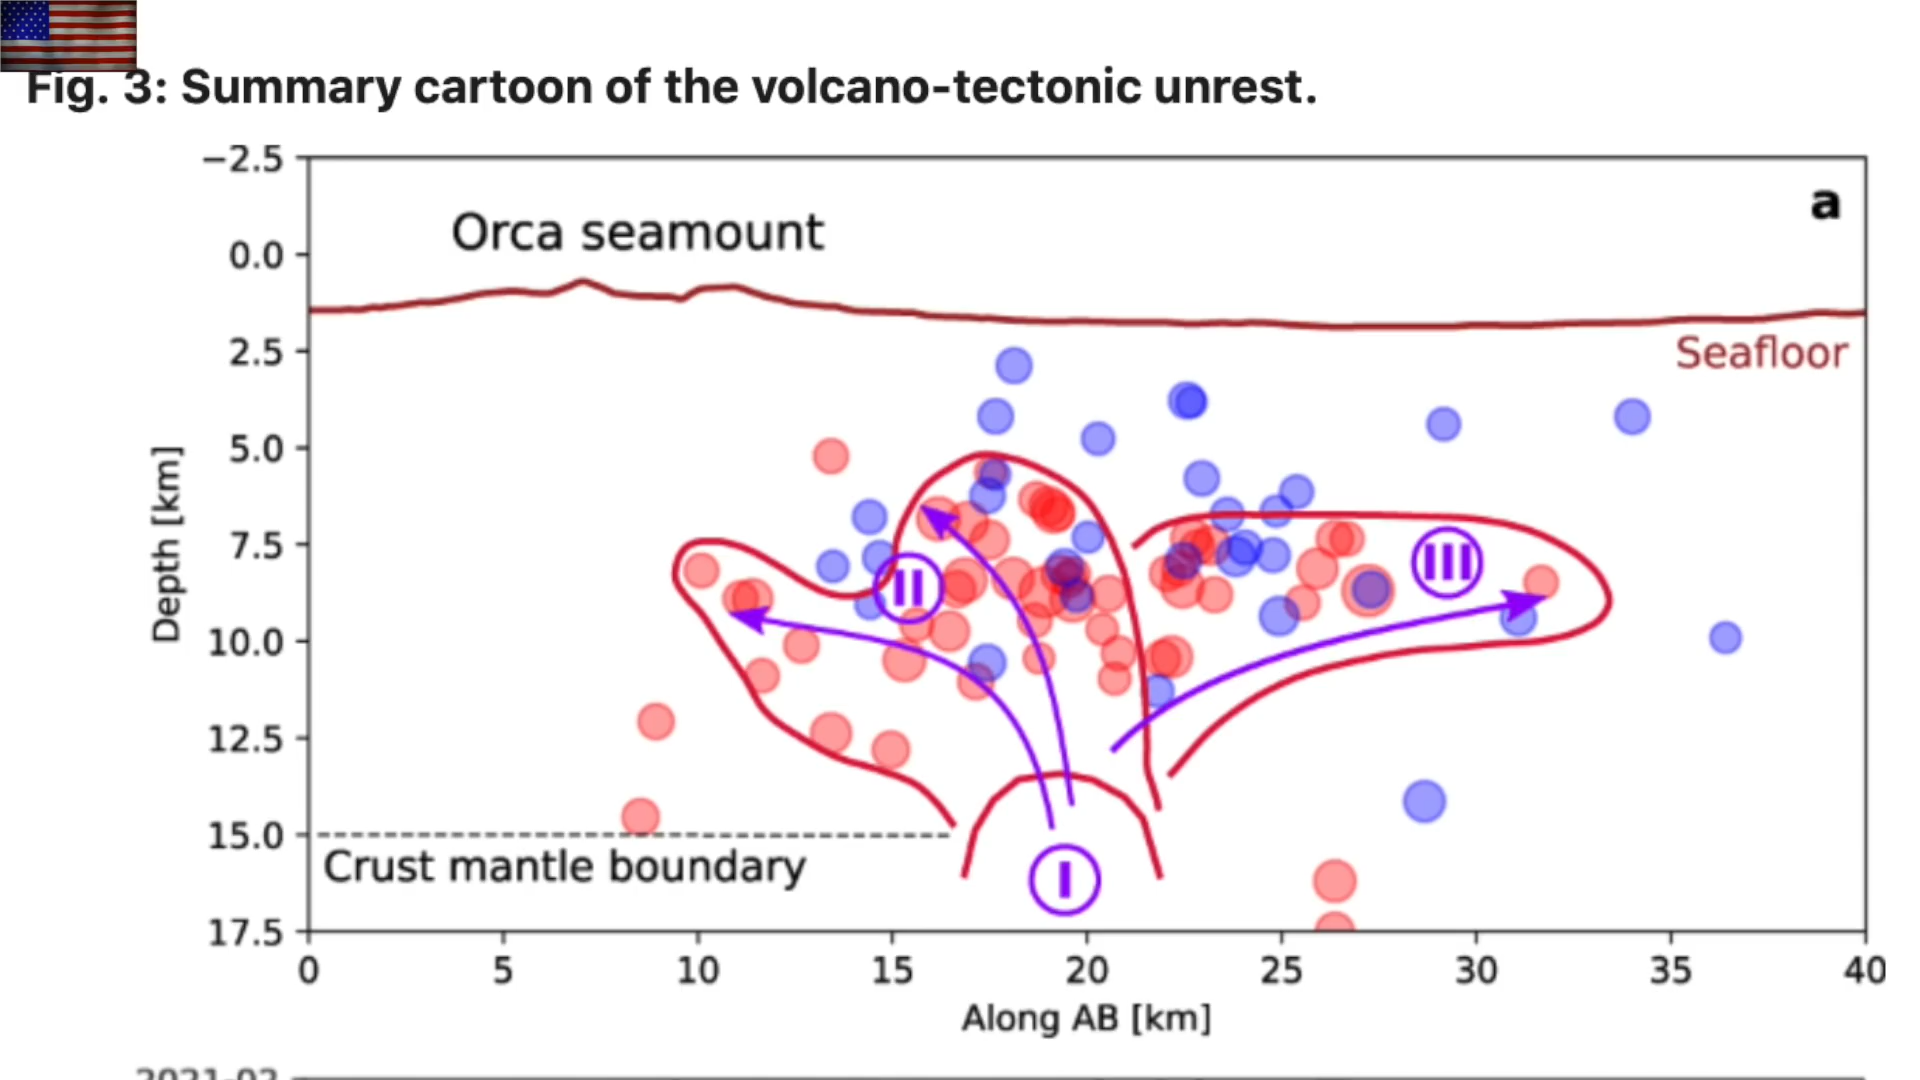 Fig. 3: Summary cartoon of the volcano-tectonic unrest.
−2.5
a
Orca seamount
0.0
2.5
Seafloor
5.0
7.5
Depth [km]
II
III
10.0
12.5
15.0
Crust mantle boundary
I
17.5
0 5 10 15 20 25 30 35 40
Along AB [km]